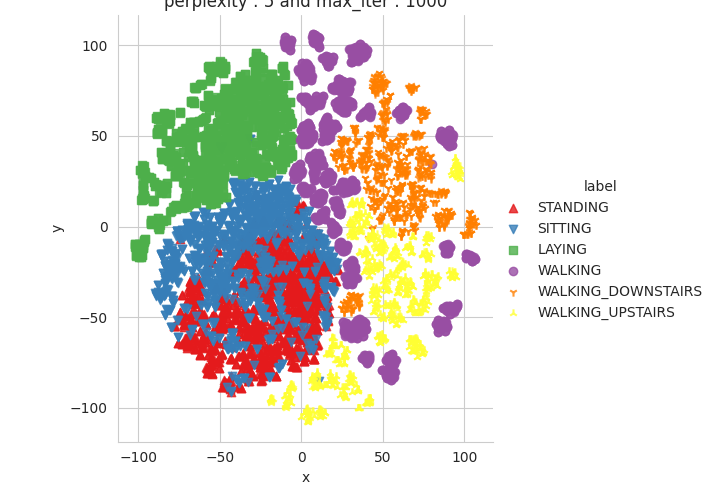 perplexity : 5 and max_iter : 1000
100
50
0
−50
−100
y
−100
−50
0
50
100
x
label
STANDING
SITTING
LAYING
WALKING
WALKING_DOWNSTAIRS
WALKING_UPSTAIRS